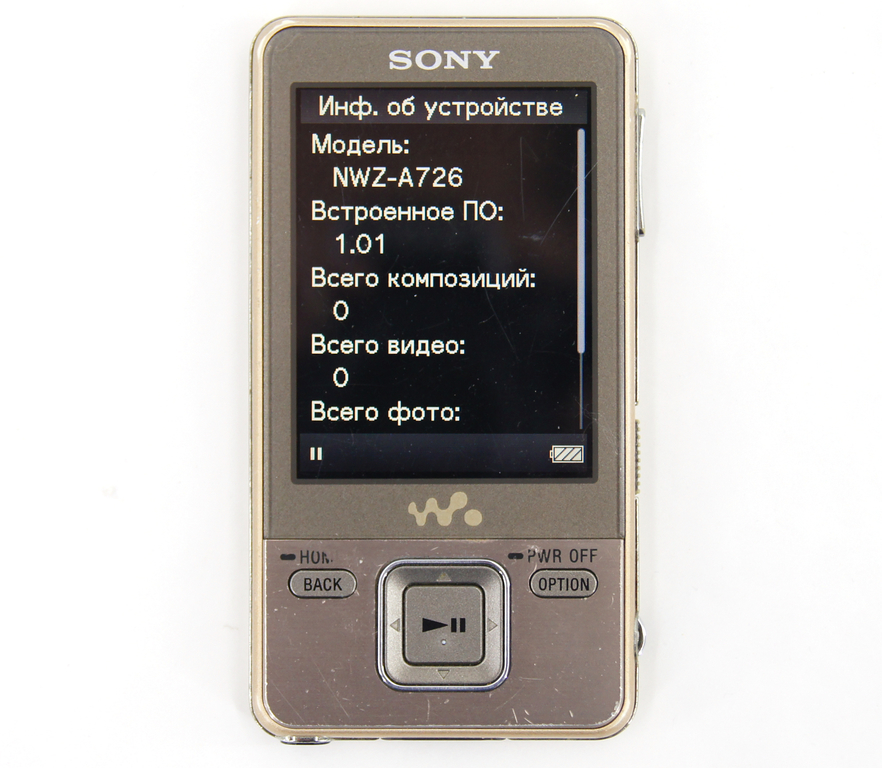 SONY
Инф. об устройстве
Модель:
NWZ-A726
Встроенное ПО:
1.01
Всего композиций:
0
Всего видео:
0
Всего фото:
PWR OFF
BACK
OPTION